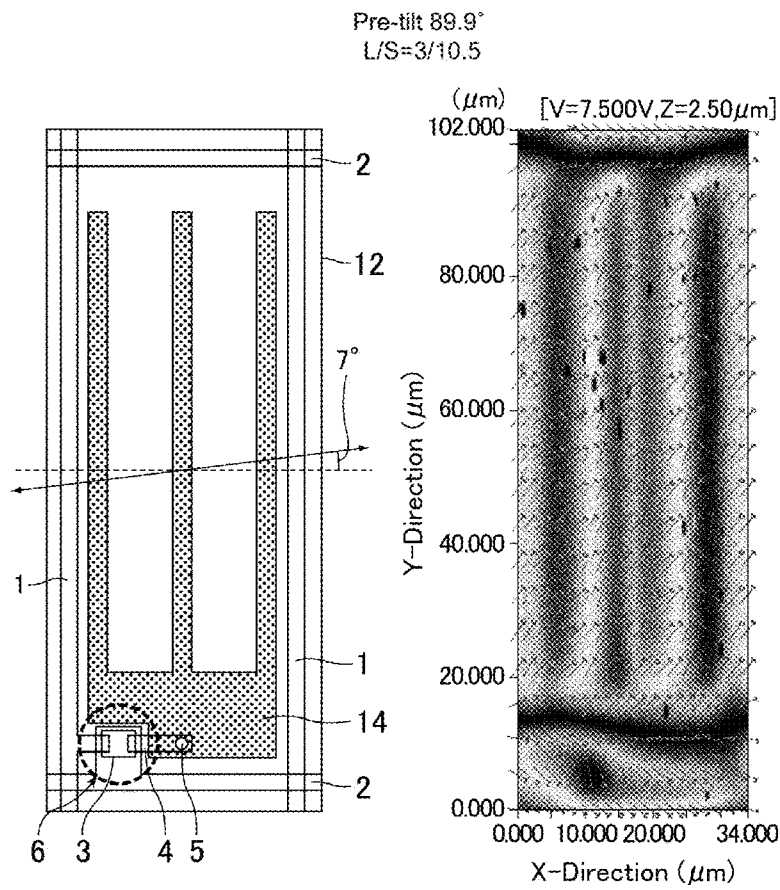 Pre-tilt 89.9°
L/S=3/10.5
2
12
7°
1
1
14
2
6
3
4
5
(μm)
[V=7.500V,Z=2.50μm]
102.000
80.000
60.000
40.000
20.000
0.000
Y-Direction (μm)
0.000 10.000 20.000 34.000
X-Direction (μm)